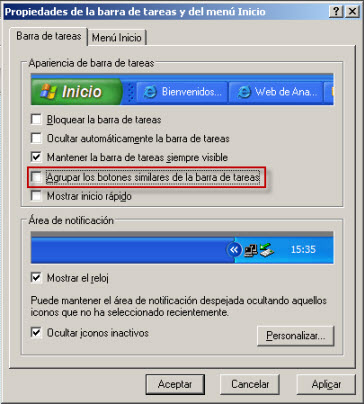 Propiedades de la barra de tareas y del menú Inicio
Barra de tareas
Menú Inicio
Apariencia de barra de tareas
Inicio
Bienvenidos...
Web de Ana...
Bloquear la barra de tareas
Ocultar automáticamente la barra de tareas
Mantener la barra de tareas siempre visible
Agrupar los botones similares de la barra de tareas
Mostrar inicio rápido
Área de notificación
15:35
Mostrar el reloj
Puede mantener el área de notificación despejada ocultando aquellos
iconos que no ha seleccionado recientemente.
Ocultar iconos inactivos
Personalizar...
Aceptar
Cancelar
Aplicar